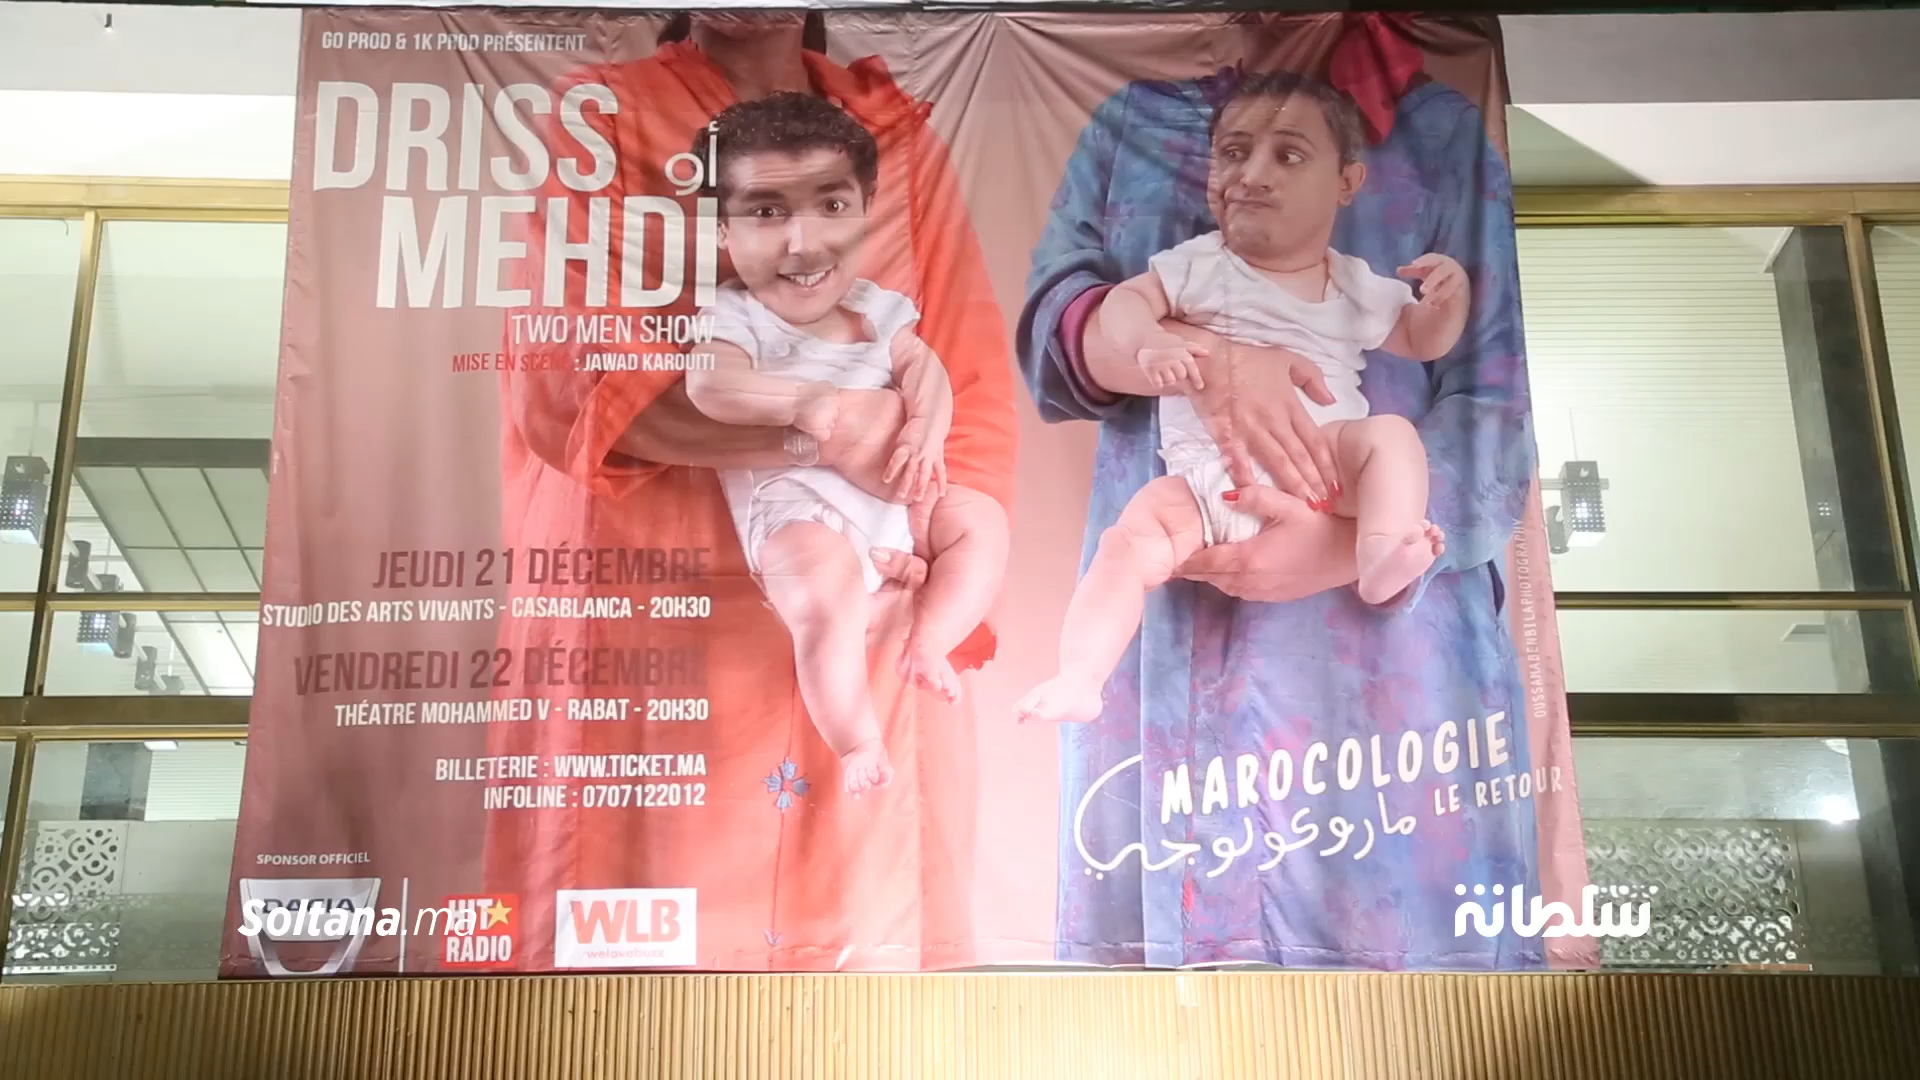 GO PROD & 1K PROD PRÉSENTENT
DRISS أو
MEHDI
TWO MEN SHOW
MISE EN SCÈNE : JAWAD KAROUITI
JEUDI 21 DÉCEMBRE
STUDIO DES ARTS VIVANTS - CASABLANCA - 20H30
VENDREDI 22 DÉCEMBRE
THÉATRE MOHAMMED V - RABAT - 20H30
BILLETERIE : WWW.TICKET.MA
INFOLINE : 0707122012
MAROCOLOGIE
LE RETOUR
ماروكولوجي
OUSSAMABENBILAPHOTOGRAPHY
SPONSOR OFFICIEL
DACIA
HIT
RADIO
WLB
welovebuzz
Soltana.ma
سلطانة